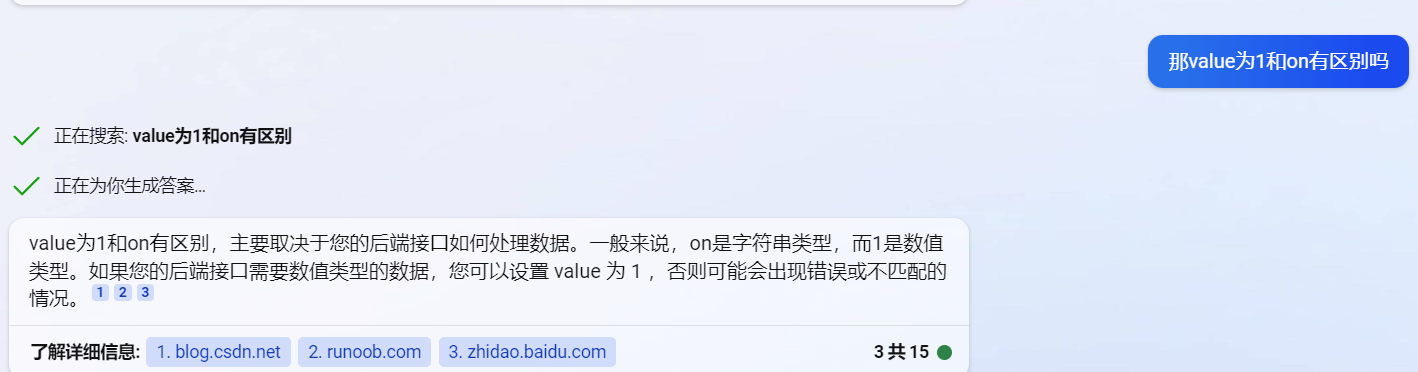 那value为1和on有区别吗
正在搜索: value为1和on有区别
正在为你生成答案...
value为1和on有区别，主要取决于您的后端接口如何处理数据。一般来说，on是字符串类型，而1是数值
类型。如果您的后端接口需要数值类型的数据，您可以设置 value 为 1 ，否则可能会出现错误或不匹配的
情况。 1 2 3
了解详细信息: 1. blog.csdn.net 2. runoob.com 3. zhidao.baidu.com 3 共 15